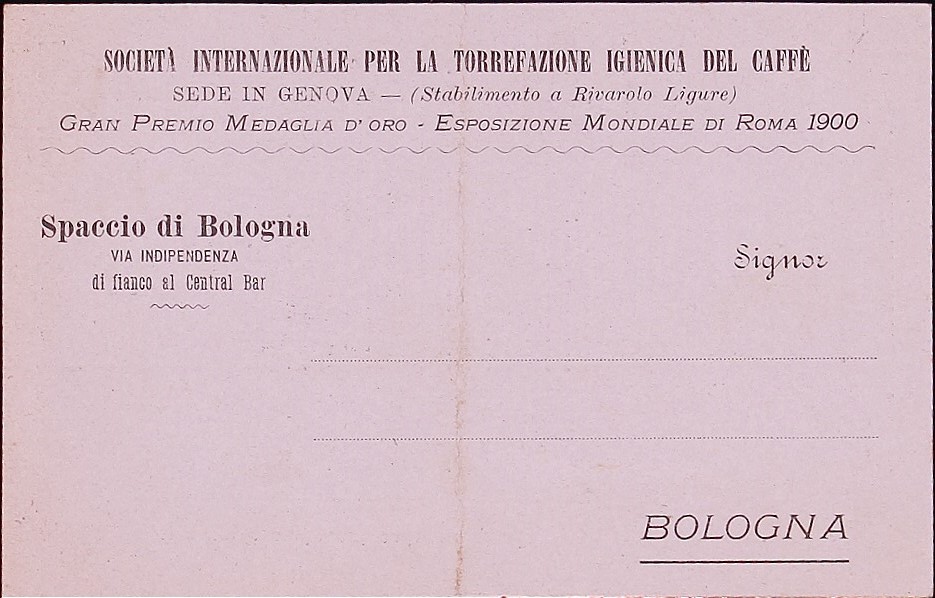 SOCIETÀ INTERNAZIONALE PER LA TORREFAZIONE IGIENICA DEL CAFFÈ
SEDE IN GENOVA — (Stabilimento a Rivarolo Ligure)
GRAN PREMIO MEDAGLIA D'ORO - ESPOSIZIONE MONDIALE DI ROMA 1900
Spaccio di Bologna
VIA INDIPENDENZA
di fianco al Central Bar
Signor
BOLOGNA